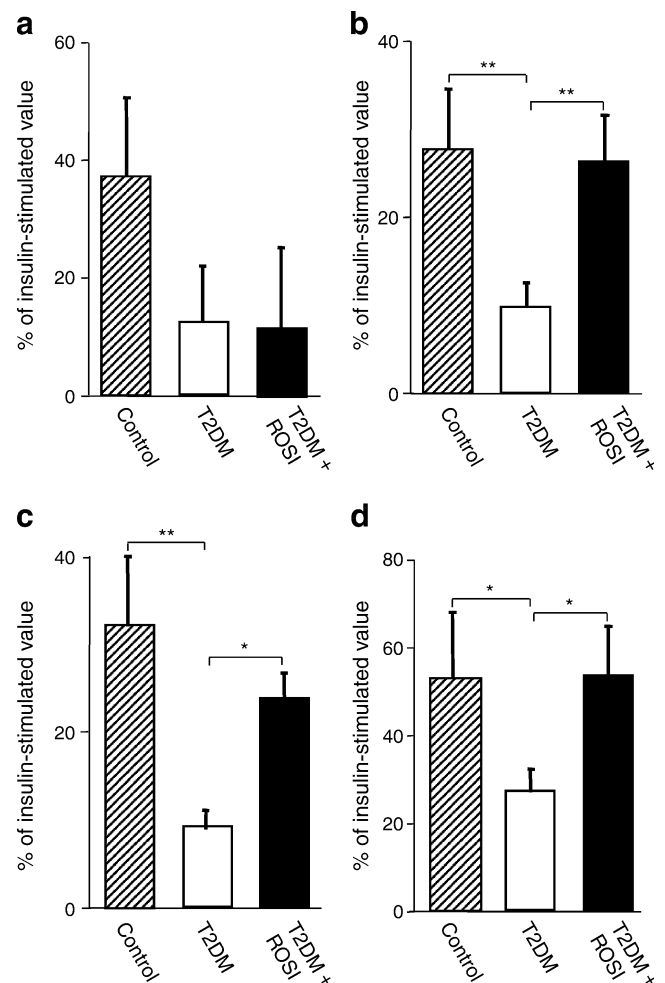 a
60
40
20
0
% of insulin-stimulated value
Control
T2DM
T2DM +
ROSI
b
40
20
0
% of insulin-stimulated value
**
**
Control
T2DM
T2DM +
ROSI
c
40
20
0
% of insulin-stimulated value
**
*
Control
T2DM
T2DM +
ROSI
d
80
60
40
20
0
% of insulin-stimulated value
*
*
Control
T2DM
T2DM +
ROSI